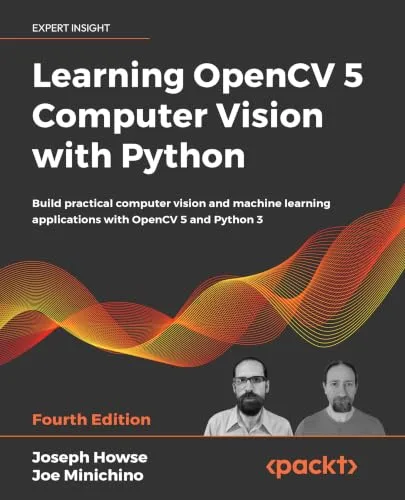 EXPERT INSIGHT
Learning OpenCV 5
Computer Vision
with Python
Build practical computer vision and machine learning
applications with OpenCV 5 and Python 3
Fourth Edition
Joseph Howse
Joe Minichino
<packt>